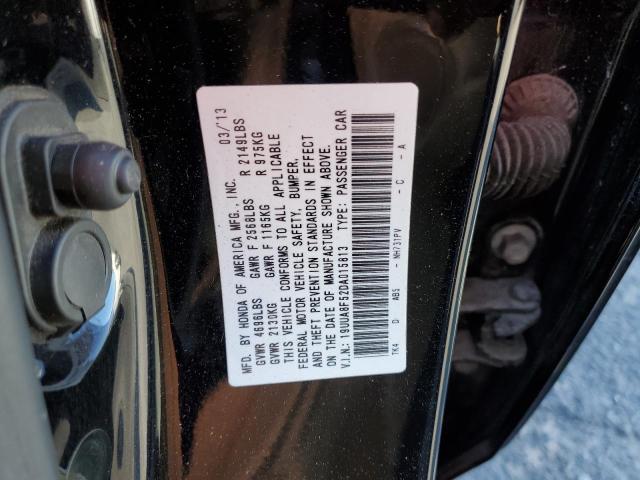 MFD. BY HONDA OF AMERICA MFG., INC. 03/13
GVWR 4696LBS GAWR F 2568LBS R 2149LBS
GVWR 2130KG GAWR F 1165KG R 975KG
THIS VEHICLE CONFORMS TO ALL APPLICABLE
FEDERAL MOTOR VEHICLE SAFETY, BUMPER,
AND THEFT PREVENTION STANDARDS IN EFFECT
ON THE DATE OF MANUFACTURE SHOWN ABOVE.
V.I.N.: 19UUA8F52DA015813 TYPE: PASSENGER CAR
TK4 D AB5 - NH731PV - C - A